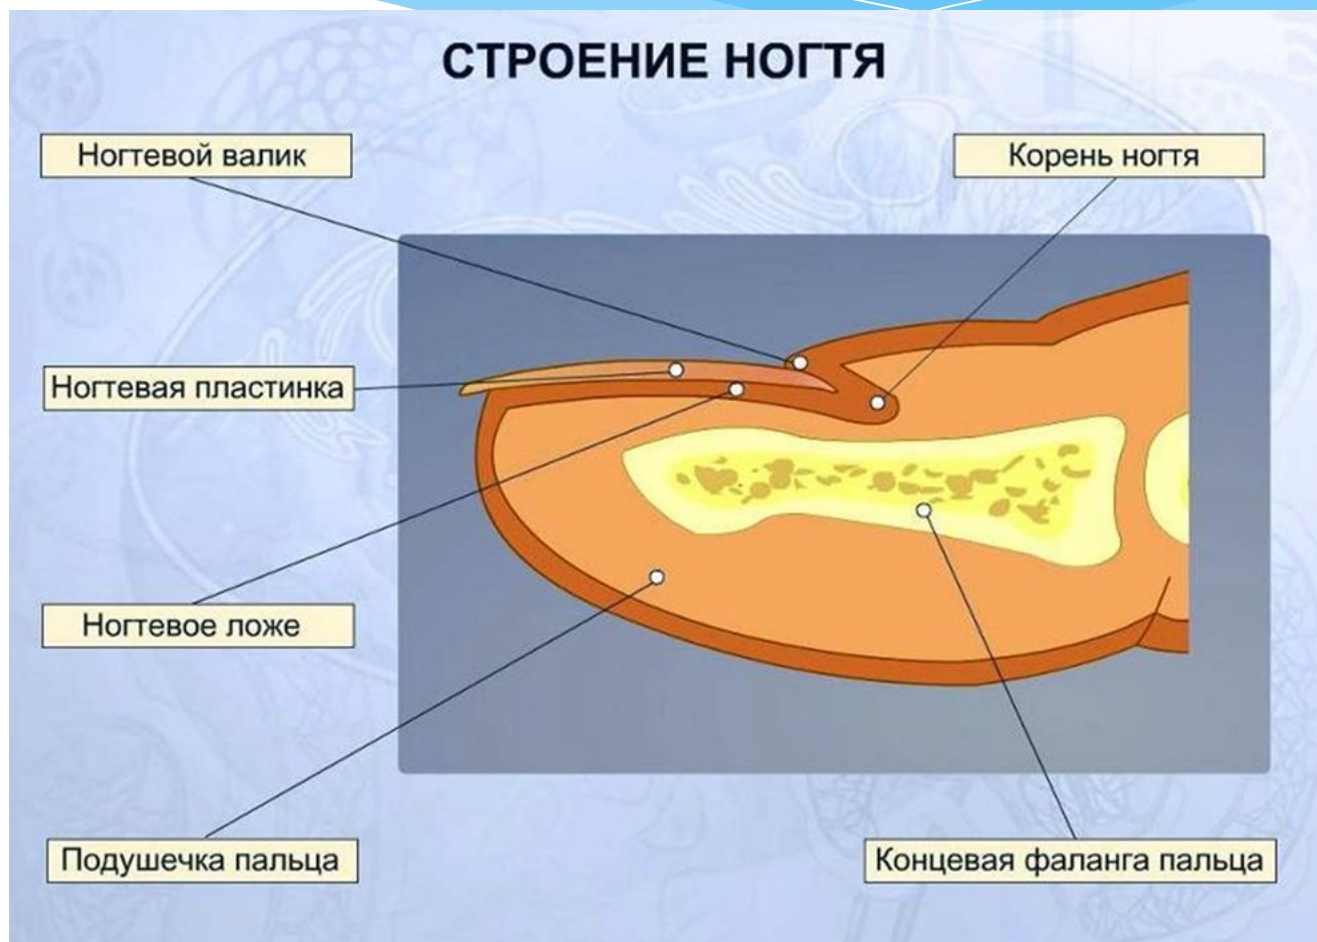 СТРОЕНИЕ НОГТЯ
Ногтевой валик
Корень ногтя
Ногтевая пластинка
Ногтевое ложе
Подушечка пальца
Концевая фаланга пальца